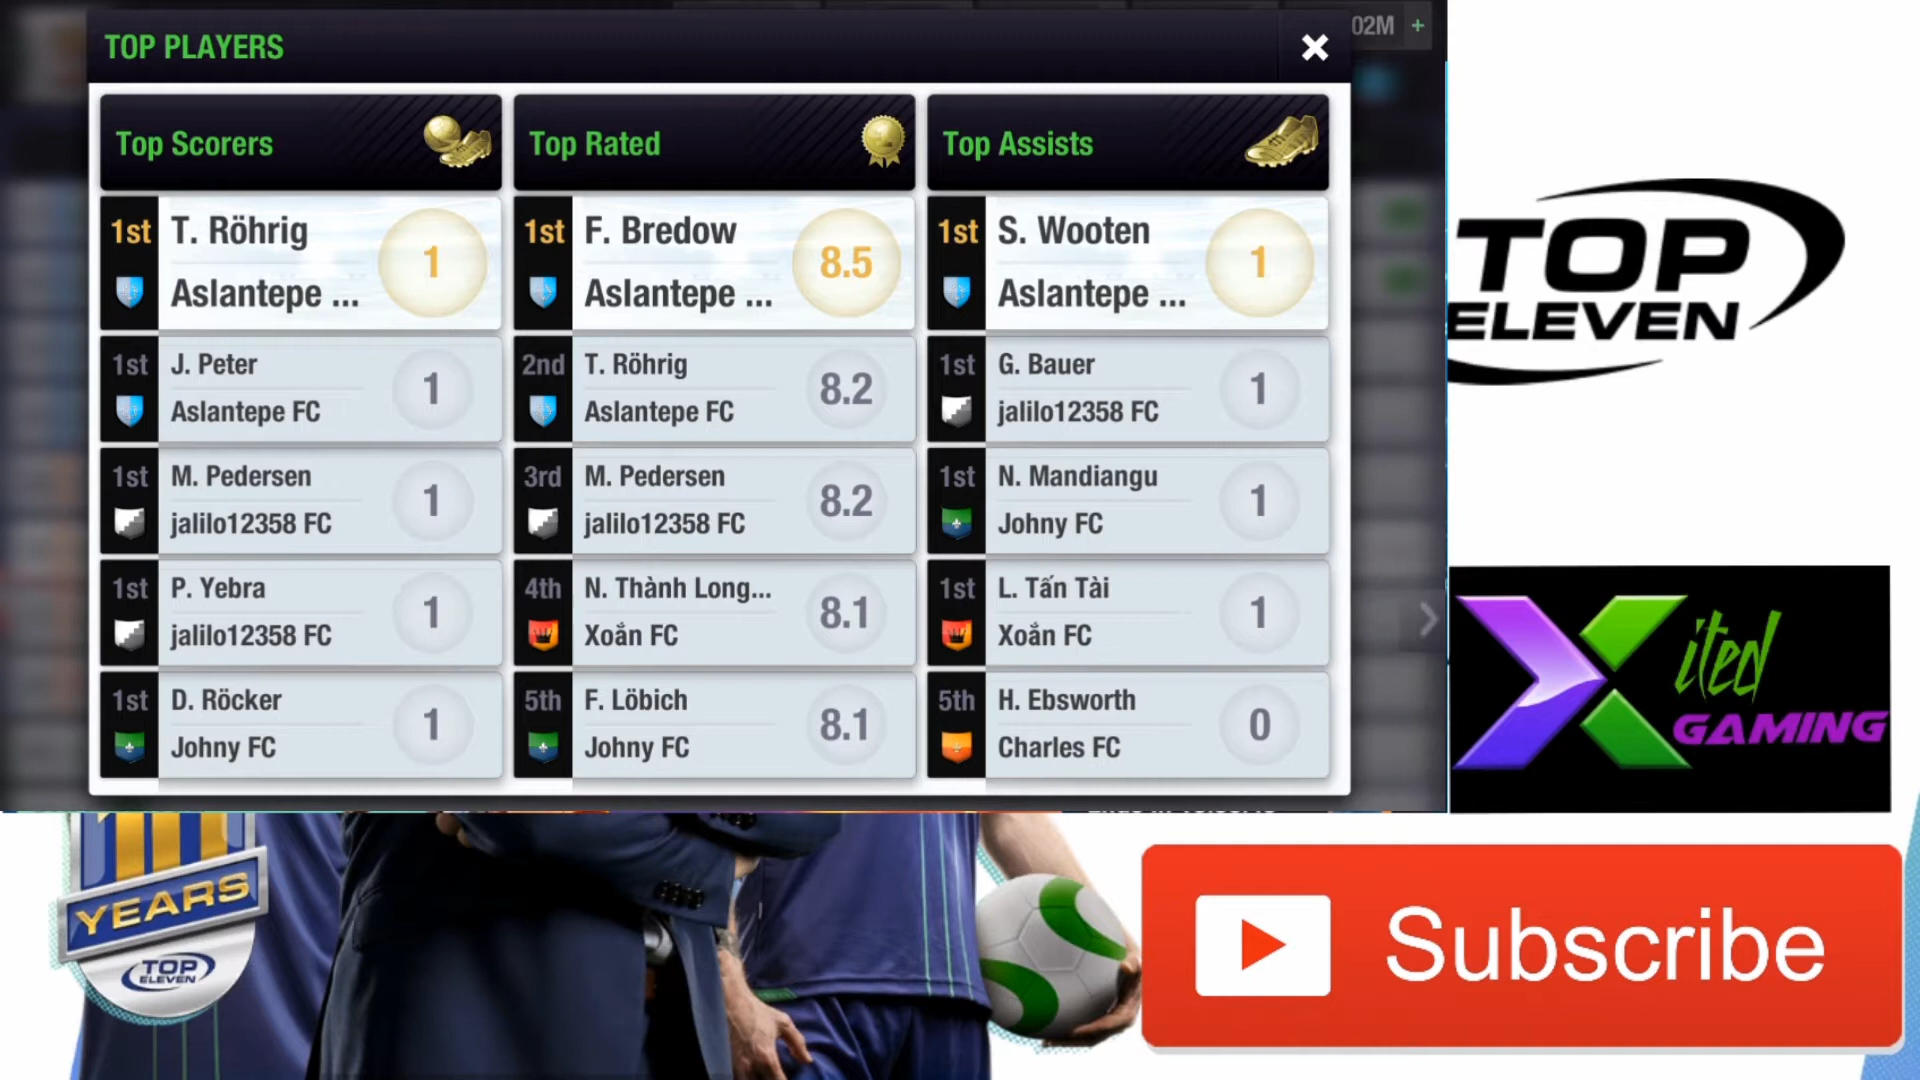 02M +
TOP PLAYERS
Top Scorers
1st T. Röhrig 1
Aslantepe ...
1st J. Peter 1
Aslantepe FC
1st M. Pedersen 1
jalilo12358 FC
1st P. Yebra 1
jalilo12358 FC
1st D. Röcker 1
Johny FC
Top Rated
1st F. Bredow 8.5
Aslantepe ...
2nd T. Röhrig 8.2
Aslantepe FC
3rd M. Pedersen 8.2
jalilo12358 FC
4th N. Thành Long... 8.1
Xoắn FC
5th F. Löbich 8.1
Johny FC
Top Assists
1st S. Wooten 1
Aslantepe ...
1st G. Bauer 1
jalilo12358 FC
1st N. Mandiangu 1
Johny FC
1st L. Tấn Tài 1
Xoắn FC
5th H. Ebsworth 0
Charles FC
TOP
ELEVEN
Xited
GAMING
YEARS
TOP
ELEVEN
Subscribe